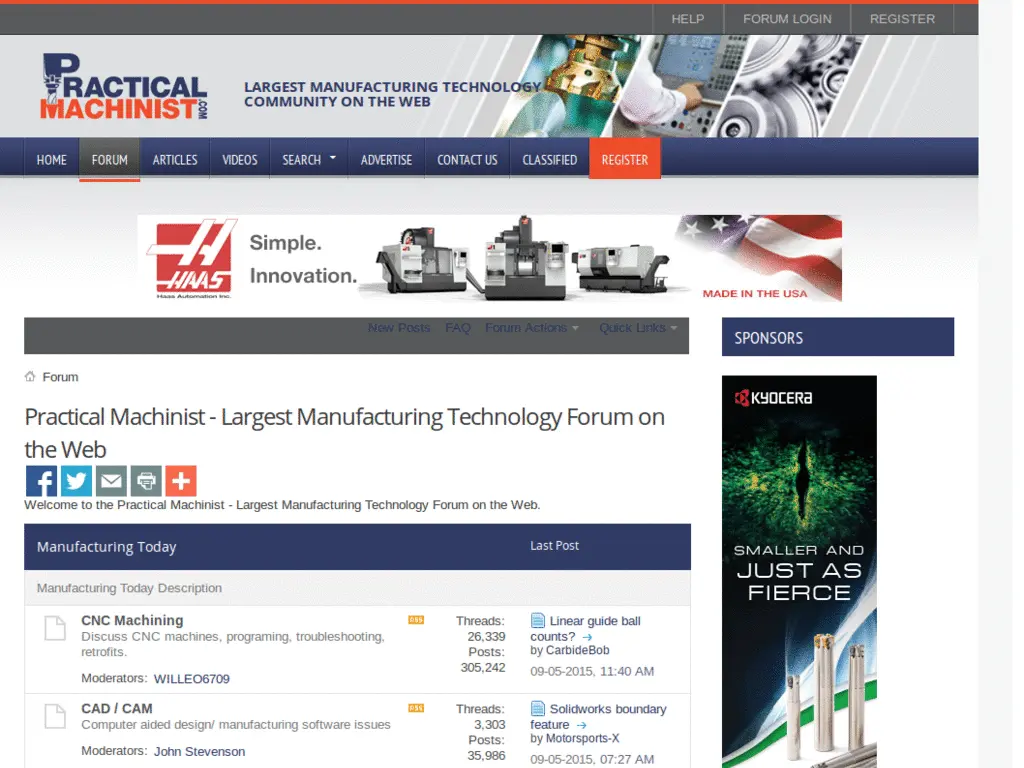 HELP FORUM LOGIN REGISTER
PRACTICAL
MACHINIST.COM
LARGEST MANUFACTURING TECHNOLOGY
COMMUNITY ON THE WEB
HOME FORUM ARTICLES VIDEOS SEARCH ADVERTISE CONTACT US CLASSIFIED REGISTER
HAAS
Haas Automation Inc.
Simple.
Innovation.
MADE IN THE USA
New Posts FAQ Forum Actions Quick Links
SPONSORS
Forum
Practical Machinist - Largest Manufacturing Technology Forum on
the Web
Welcome to the Practical Machinist - Largest Manufacturing Technology Forum on the Web.
Manufacturing Today Last Post
Manufacturing Today Description
CNC Machining
Discuss CNC machines, programing, troubleshooting,
retrofits.
Moderators: WILLEO6709
RSS
Threads:
26,339
Posts:
305,242
Linear guide ball
counts?
by CarbideBob
09-05-2015, 11:40 AM
CAD / CAM
Computer aided design/ manufacturing software issues
Moderators: John Stevenson
RSS
Threads:
3,303
Posts:
35,986
Solidworks boundary
feature
by Motorsports-X
09-05-2015, 07:27 AM
KYOCERA
SMALLER AND
JUST AS
FIERCE